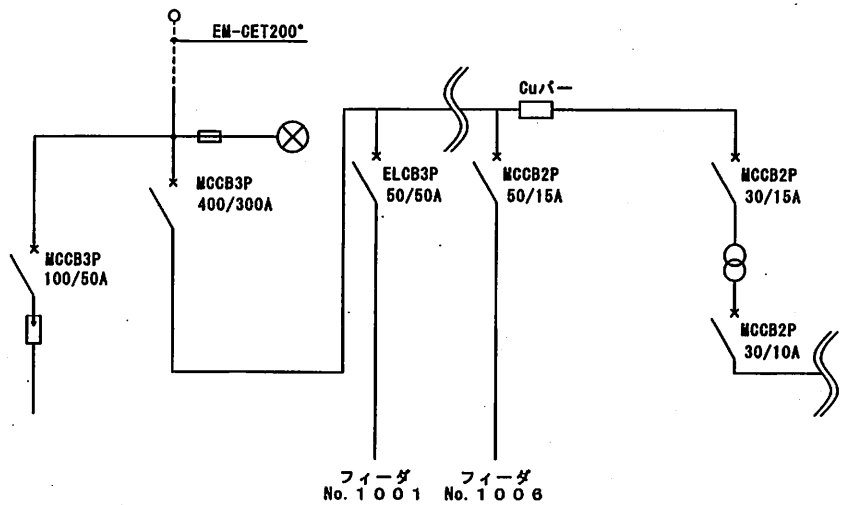 EM-CET200°
Cuバー
MCCB3P
400/300A
ELCB3P
50/50A
MCCB2P
50/15A
MCCB2P
30/15A
MCCB3P
100/50A
MCCB2P
30/10A
フィーダ
No.1001
フィーダ
No.1006